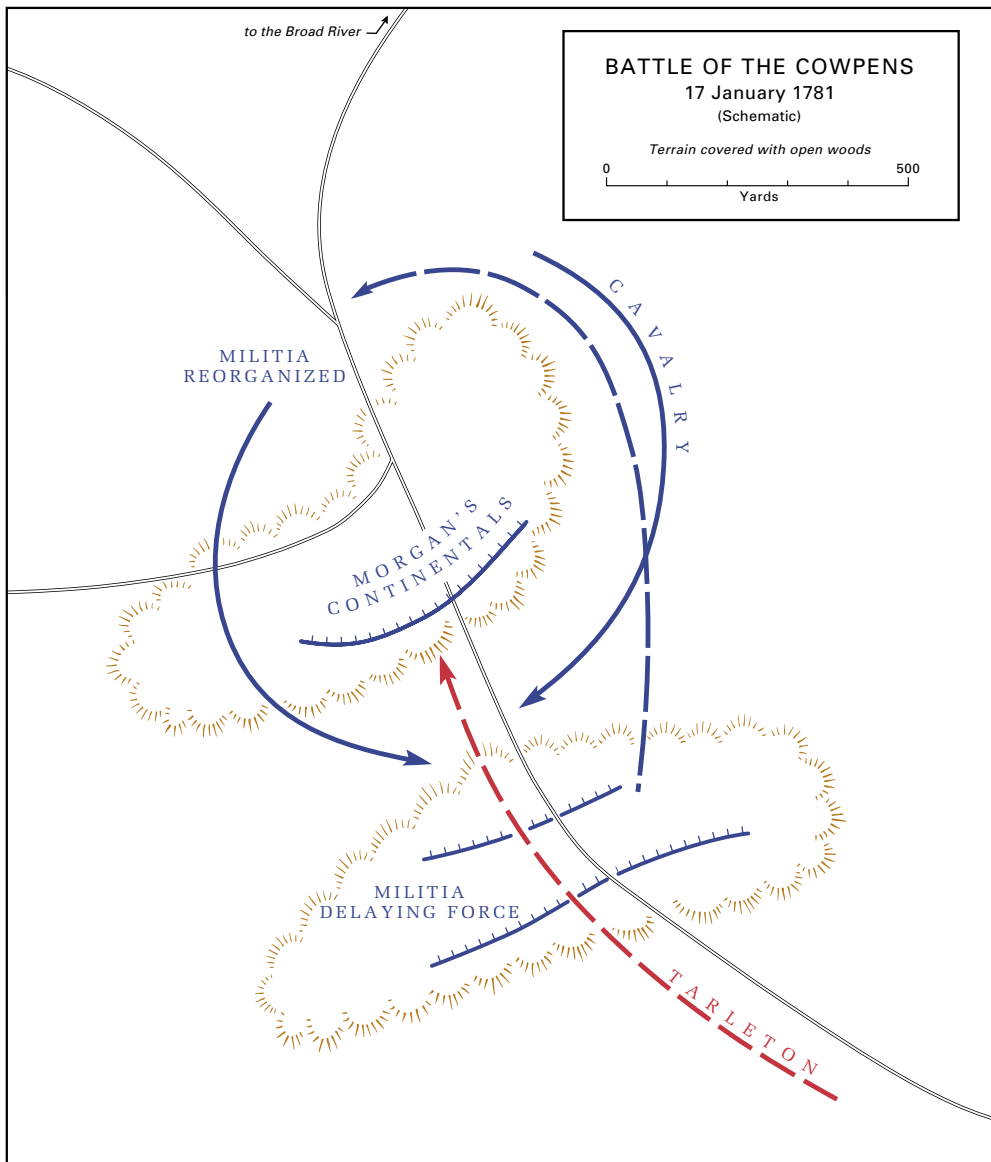 to the Broad River
BATTLE OF THE COWPENS
17 January 1781
(Schematic)
Terrain covered with open woods
0 500
Yards
CAVALRY
MILITIA
REORGANIZED
MORGAN'S
CONTINENTALS
MILITIA
DELAYING FORCE
TARLETON